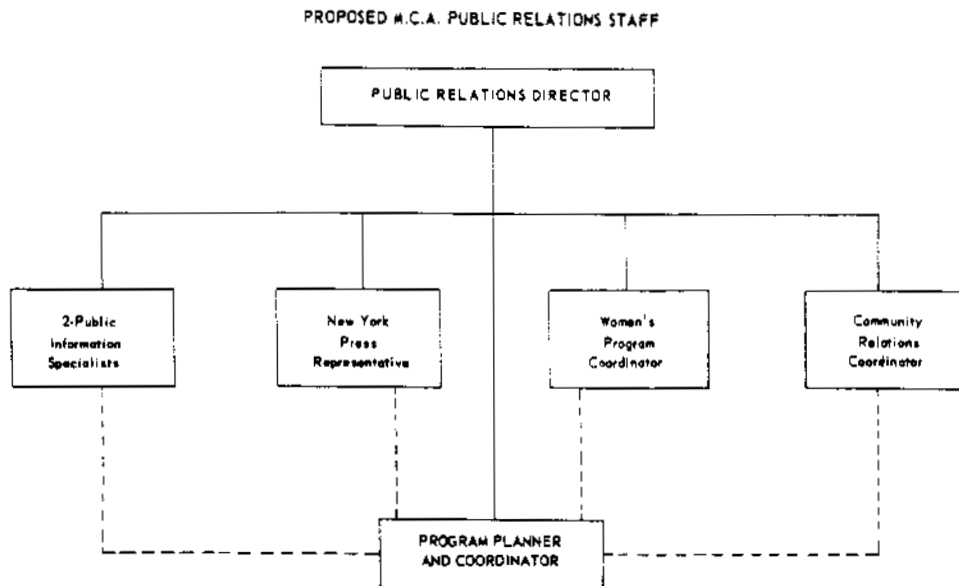 PROPOSED M.C.A. PUBLIC RELATIONS STAFF
PUBLIC RELATIONS DIRECTOR
2-Public
Information
Specialists
New York
Press
Representative
Women's
Program
Coordinator
Community
Relations
Coordinator
PROGRAM PLANNER
AND COORDINATOR